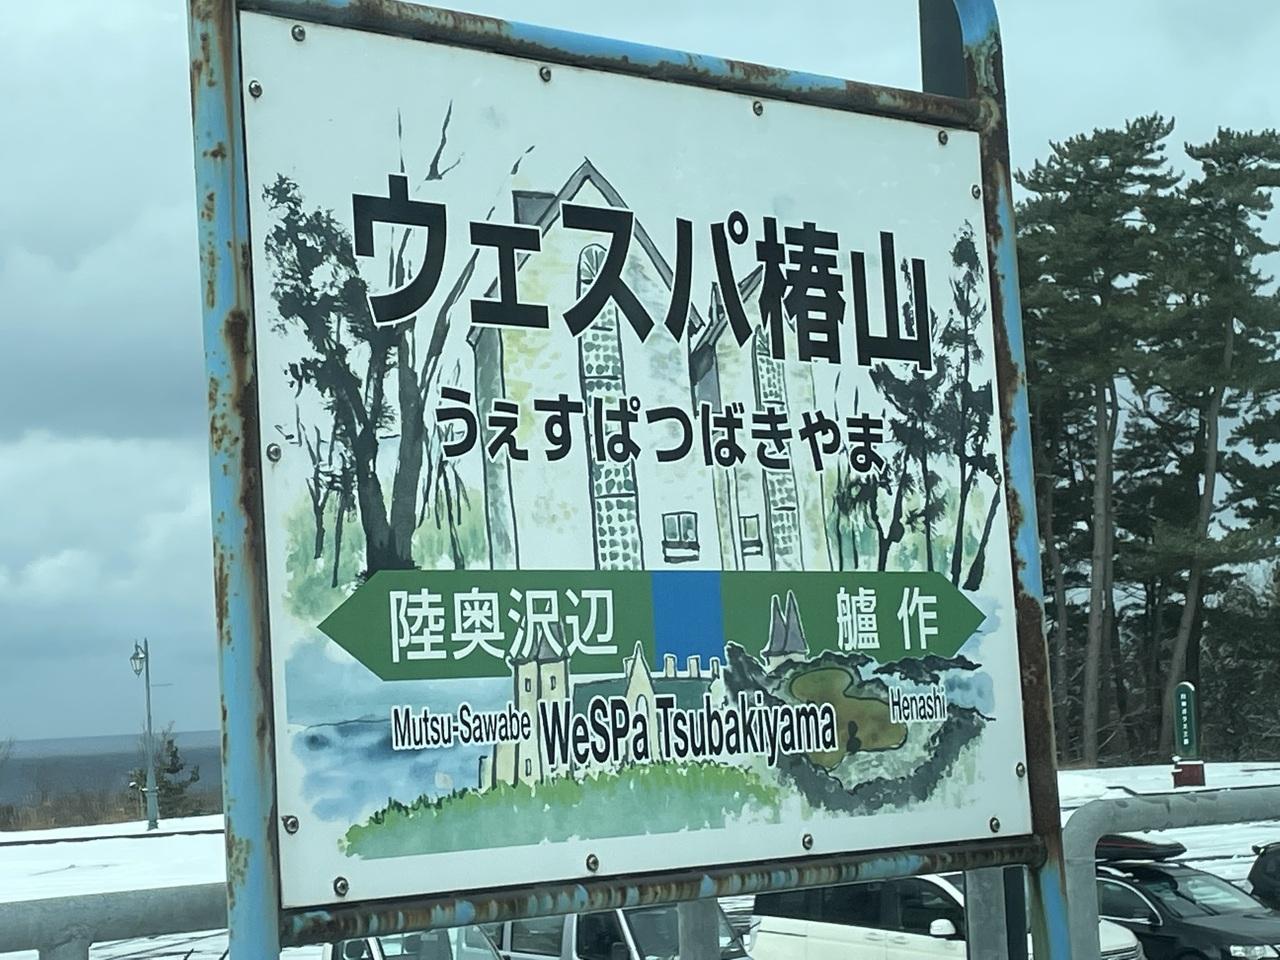 ウェスパ椿山
うぇすぱつばきやま
陸奥沢辺 艫作
Mutsu-Sawabe WeSPa Tsubakiyama Henashi